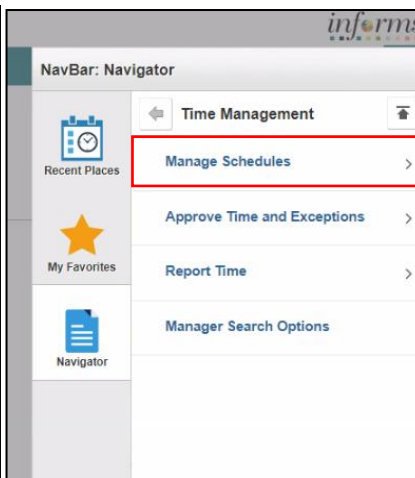 informs
NavBar: Navigator
Time Management
Recent Places
Manage Schedules
Approve Time and Exceptions
My Favorites
Report Time
Navigator
Manager Search Options